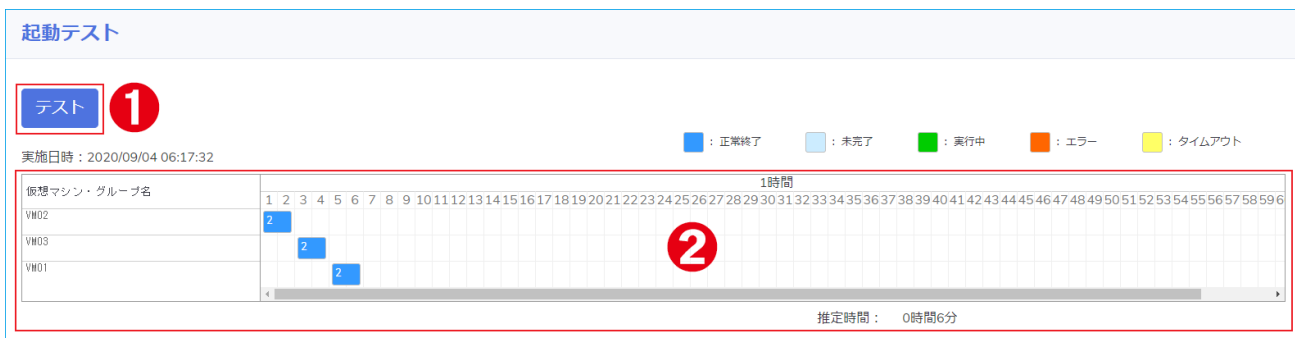 起動テスト
テスト
1
実施日時：2020/09/04 06:17:32
：正常終了 ：未完了 ：実行中 ：エラー ：タイムアウト
仮想マシン・グループ名
1時間
1 2 3 4 5 6 7 8 9 10 11 12 13 14 15 16 17 18 19 20 21 22 23 24 25 26 27 28 29 30 31 32 33 34 35 36 37 38 39 40 41 42 43 44 45 46 47 48 49 50 51 52 53 54 55 56 57 58 59 6
VM02 2
VM03 2
2
VM01 2
推定時間： 0時間6分